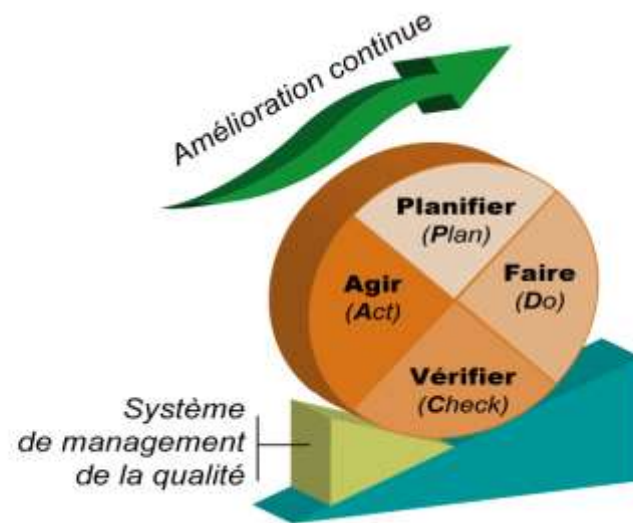 Amélioration continue
Planifier
(Plan)
Faire
(Do)
Agir
(Act)
Vérifier
(Check)
Système
de management
de la qualité